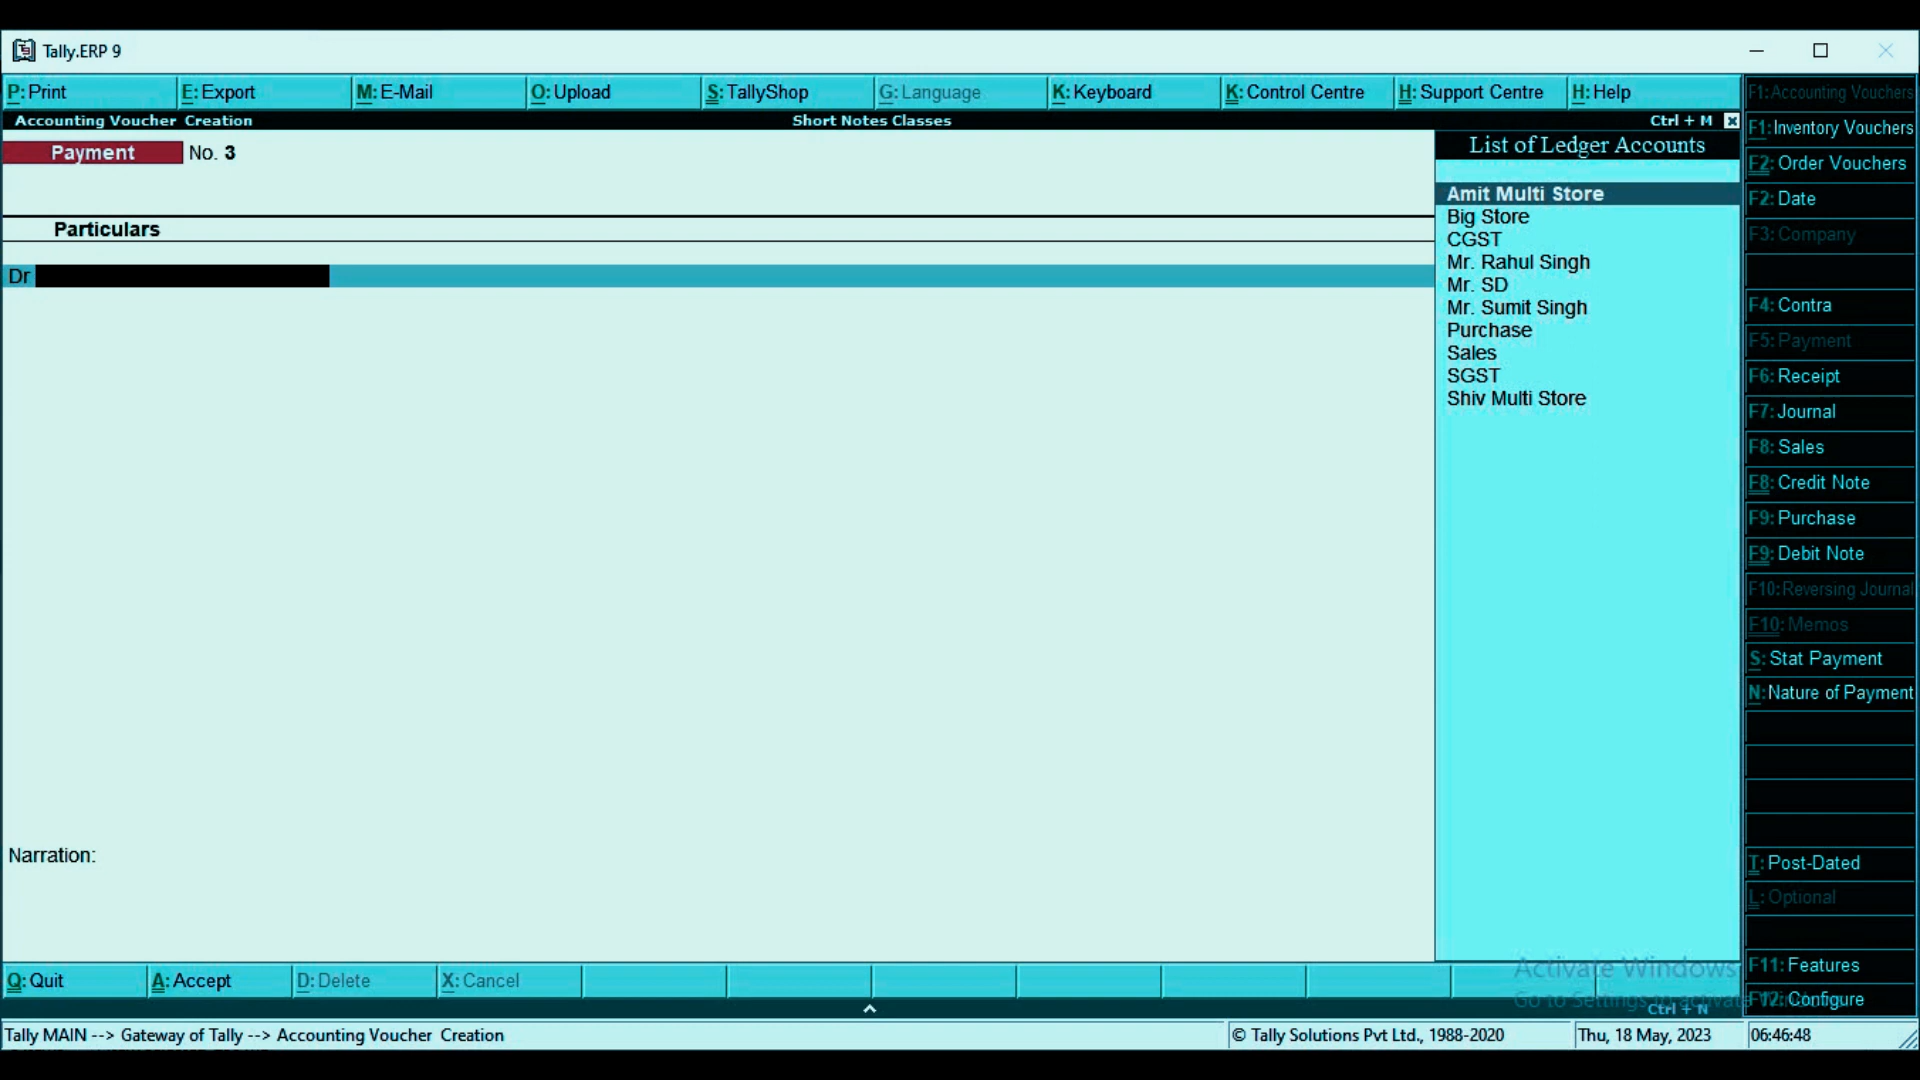 Tally.ERP 9
P: Print E: Export M: E-Mail O: Upload S: TallyShop G: Language K: Keyboard K: Control Centre H: Support Centre H: Help
Accounting Voucher Creation Short Notes Classes Ctrl + M
Payment No. 3
Particulars
Dr
Narration:
List of Ledger Accounts
Amit Multi Store
Big Store
CGST
Mr. Rahul Singh
Mr. SD
Mr. Sumit Singh
Purchase
Sales
SGST
Shiv Multi Store
F1: Accounting Vouchers
F1: Inventory Vouchers
F2: Order Vouchers
F2: Date
F3: Company
F4: Contra
F5: Payment
F6: Receipt
F7: Journal
F8: Sales
F8: Credit Note
F9: Purchase
F9: Debit Note
F10: Reversing Journal
F10: Memos
S: Stat Payment
N: Nature of Payment
T: Post-Dated
L: Optional
F11: Features
F12: Configure
Activate Windows
Go to Settings to activate
Q: Quit A: Accept D: Delete X: Cancel
Ctrl + N
Tally MAIN --> Gateway of Tally --> Accounting Voucher Creation © Tally Solutions Pvt Ltd., 1988-2020 Thu, 18 May, 2023 06:46:48